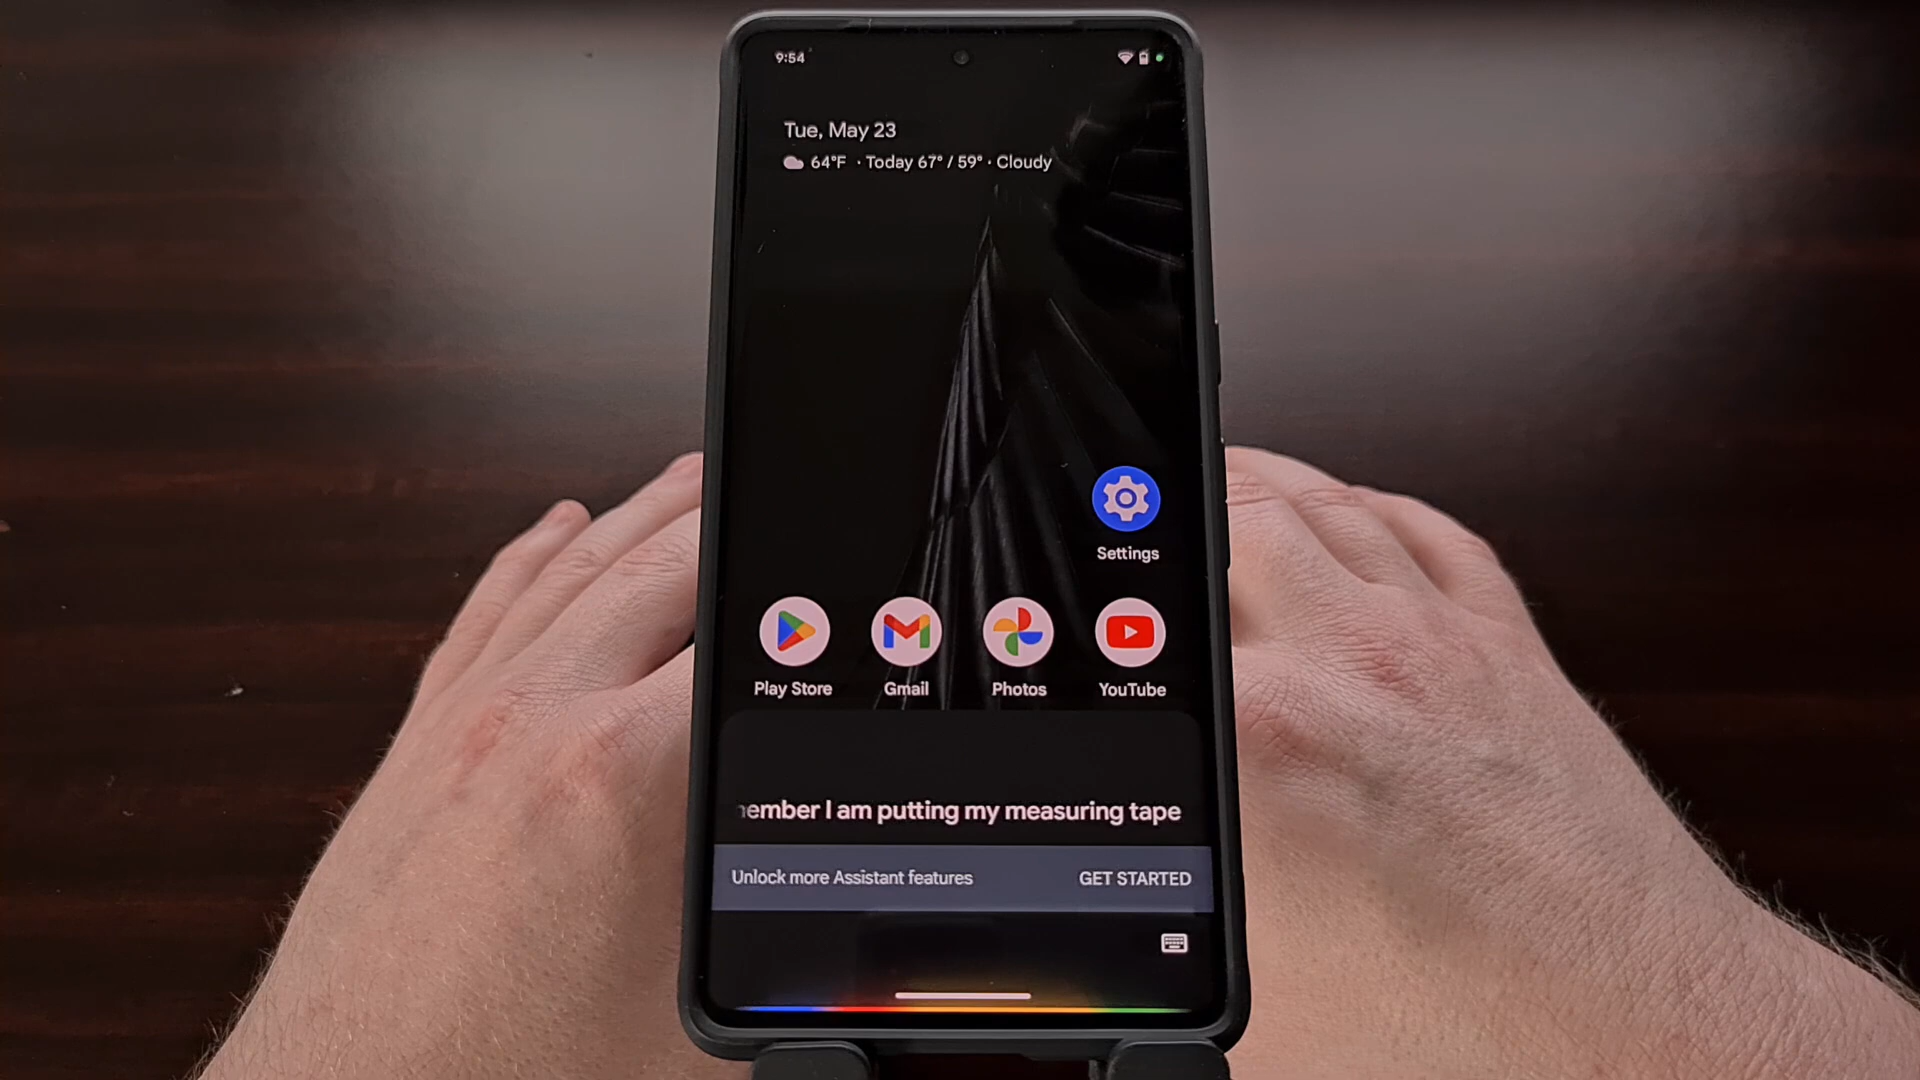 9:54
Tue, May 23
64°F · Today 67° / 59° · Cloudy
Settings
Play Store Gmail Photos YouTube
ember I am putting my measuring tape
Unlock more Assistant features GET STARTED